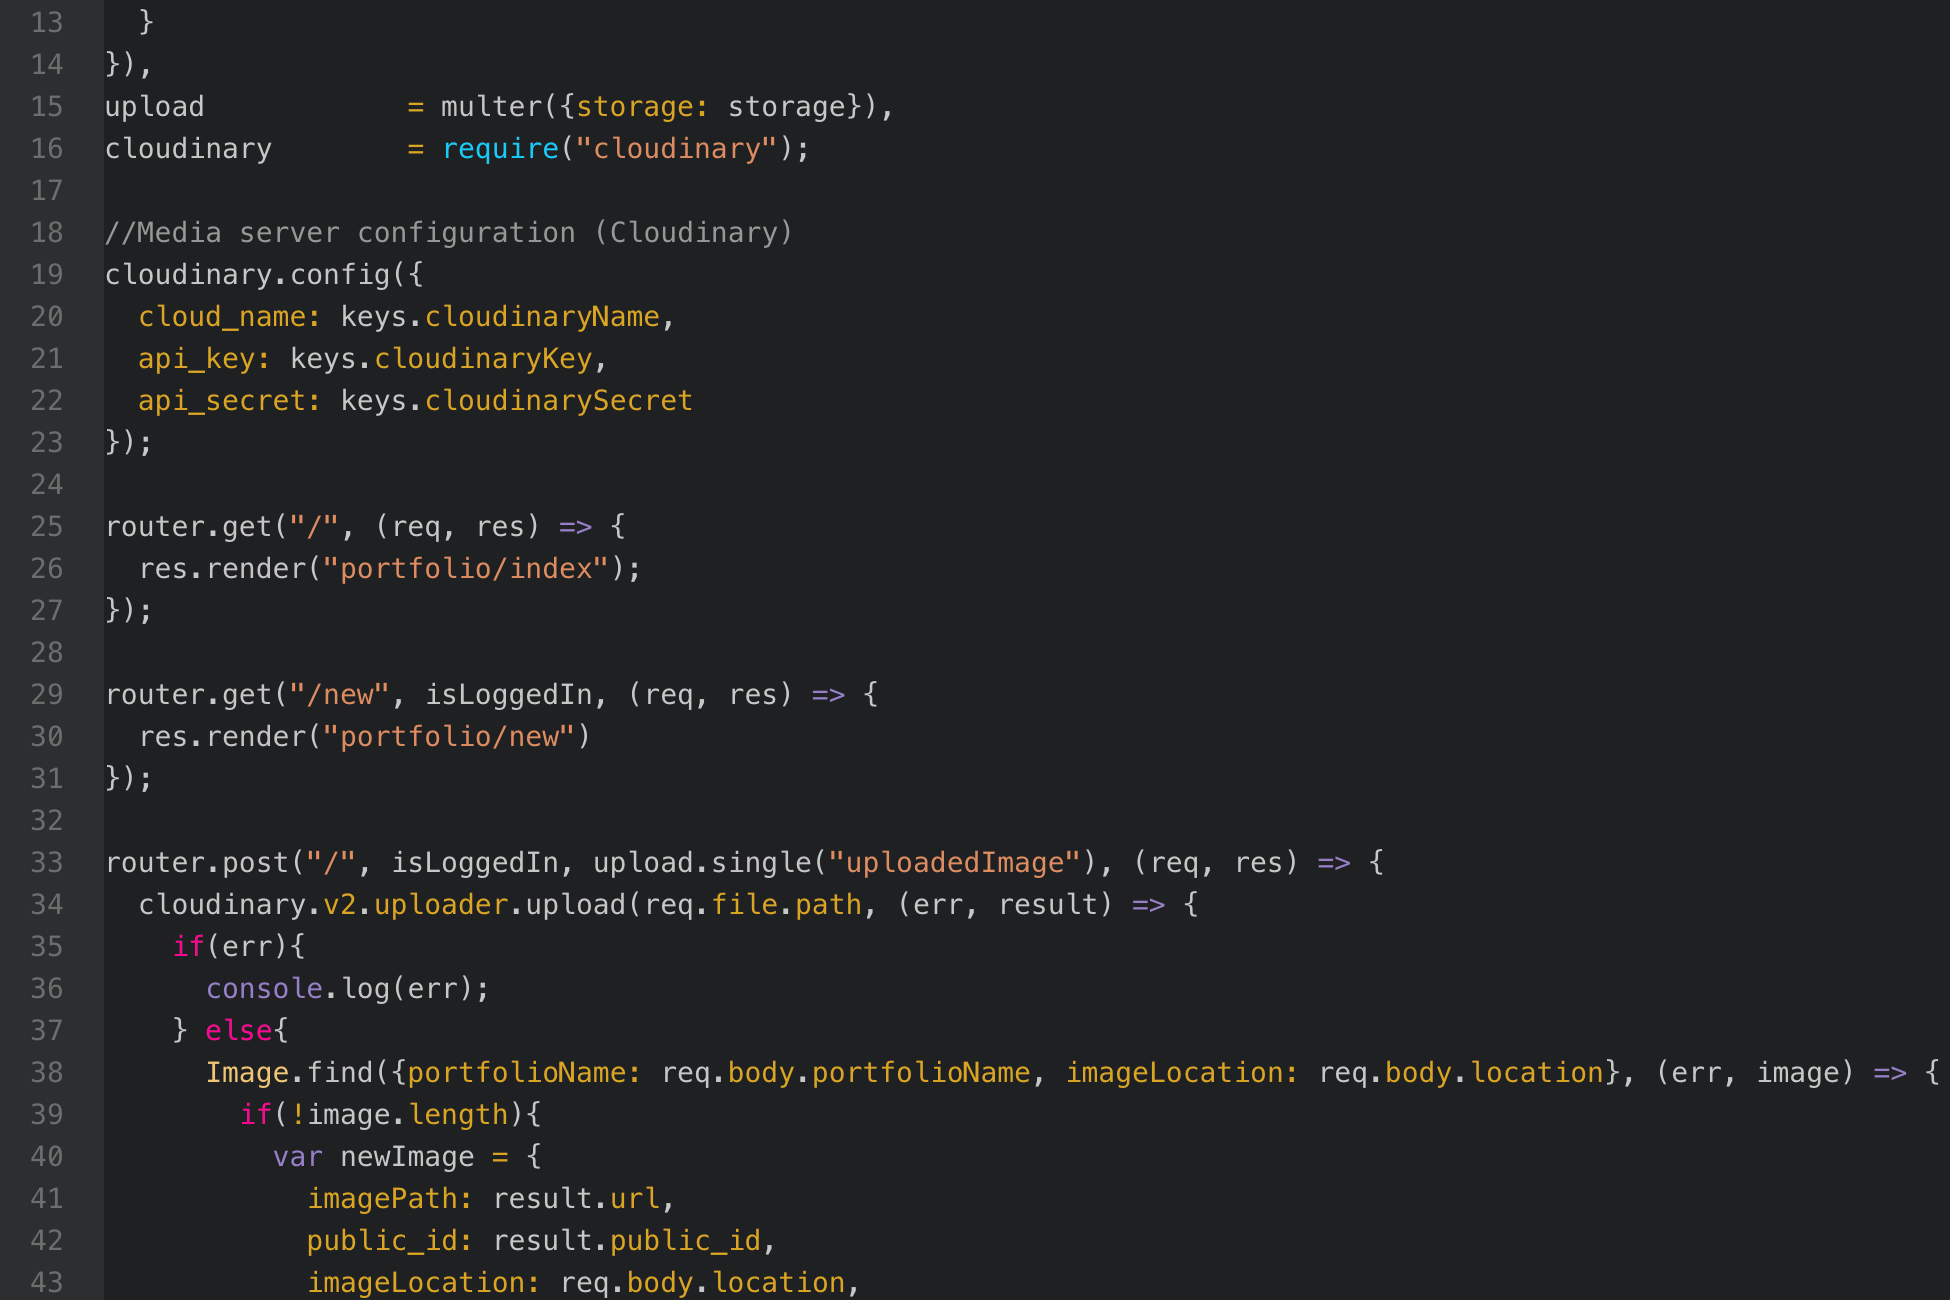 13   }
14 }),
15 upload            = multer({storage: storage}),
16 cloudinary        = require("cloudinary");
17
18 //Media server configuration (Cloudinary)
19 cloudinary.config({
20   cloud_name: keys.cloudinaryName,
21   api_key: keys.cloudinaryKey,
22   api_secret: keys.cloudinarySecret
23 });
24
25 router.get("/", (req, res) => {
26   res.render("portfolio/index");
27 });
28
29 router.get("/new", isLoggedIn, (req, res) => {
30   res.render("portfolio/new")
31 });
32
33 router.post("/", isLoggedIn, upload.single("uploadedImage"), (req, res) => {
34   cloudinary.v2.uploader.upload(req.file.path, (err, result) => {
35     if(err){
36       console.log(err);
37     } else{
38       Image.find({portfolioName: req.body.portfolioName, imageLocation: req.body.location}, (err, image) => {
39         if(!image.length){
40           var newImage = {
41             imagePath: result.url,
42             public_id: result.public_id,
43             imageLocation: req.body.location,